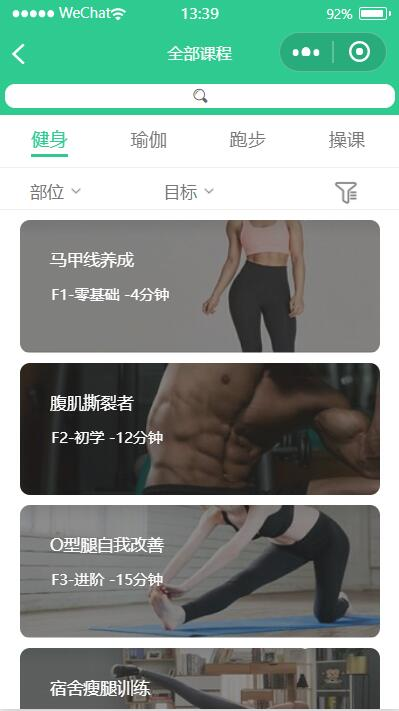 WeChat 13:39 92%
全部课程
健身 瑜伽 跑步 操课
部位 目标
马甲线养成
F1-零基础 -4分钟
腹肌撕裂者
F2-初学 -12分钟
O型腿自我改善
F3-进阶 -15分钟
宿舍瘦腿训练